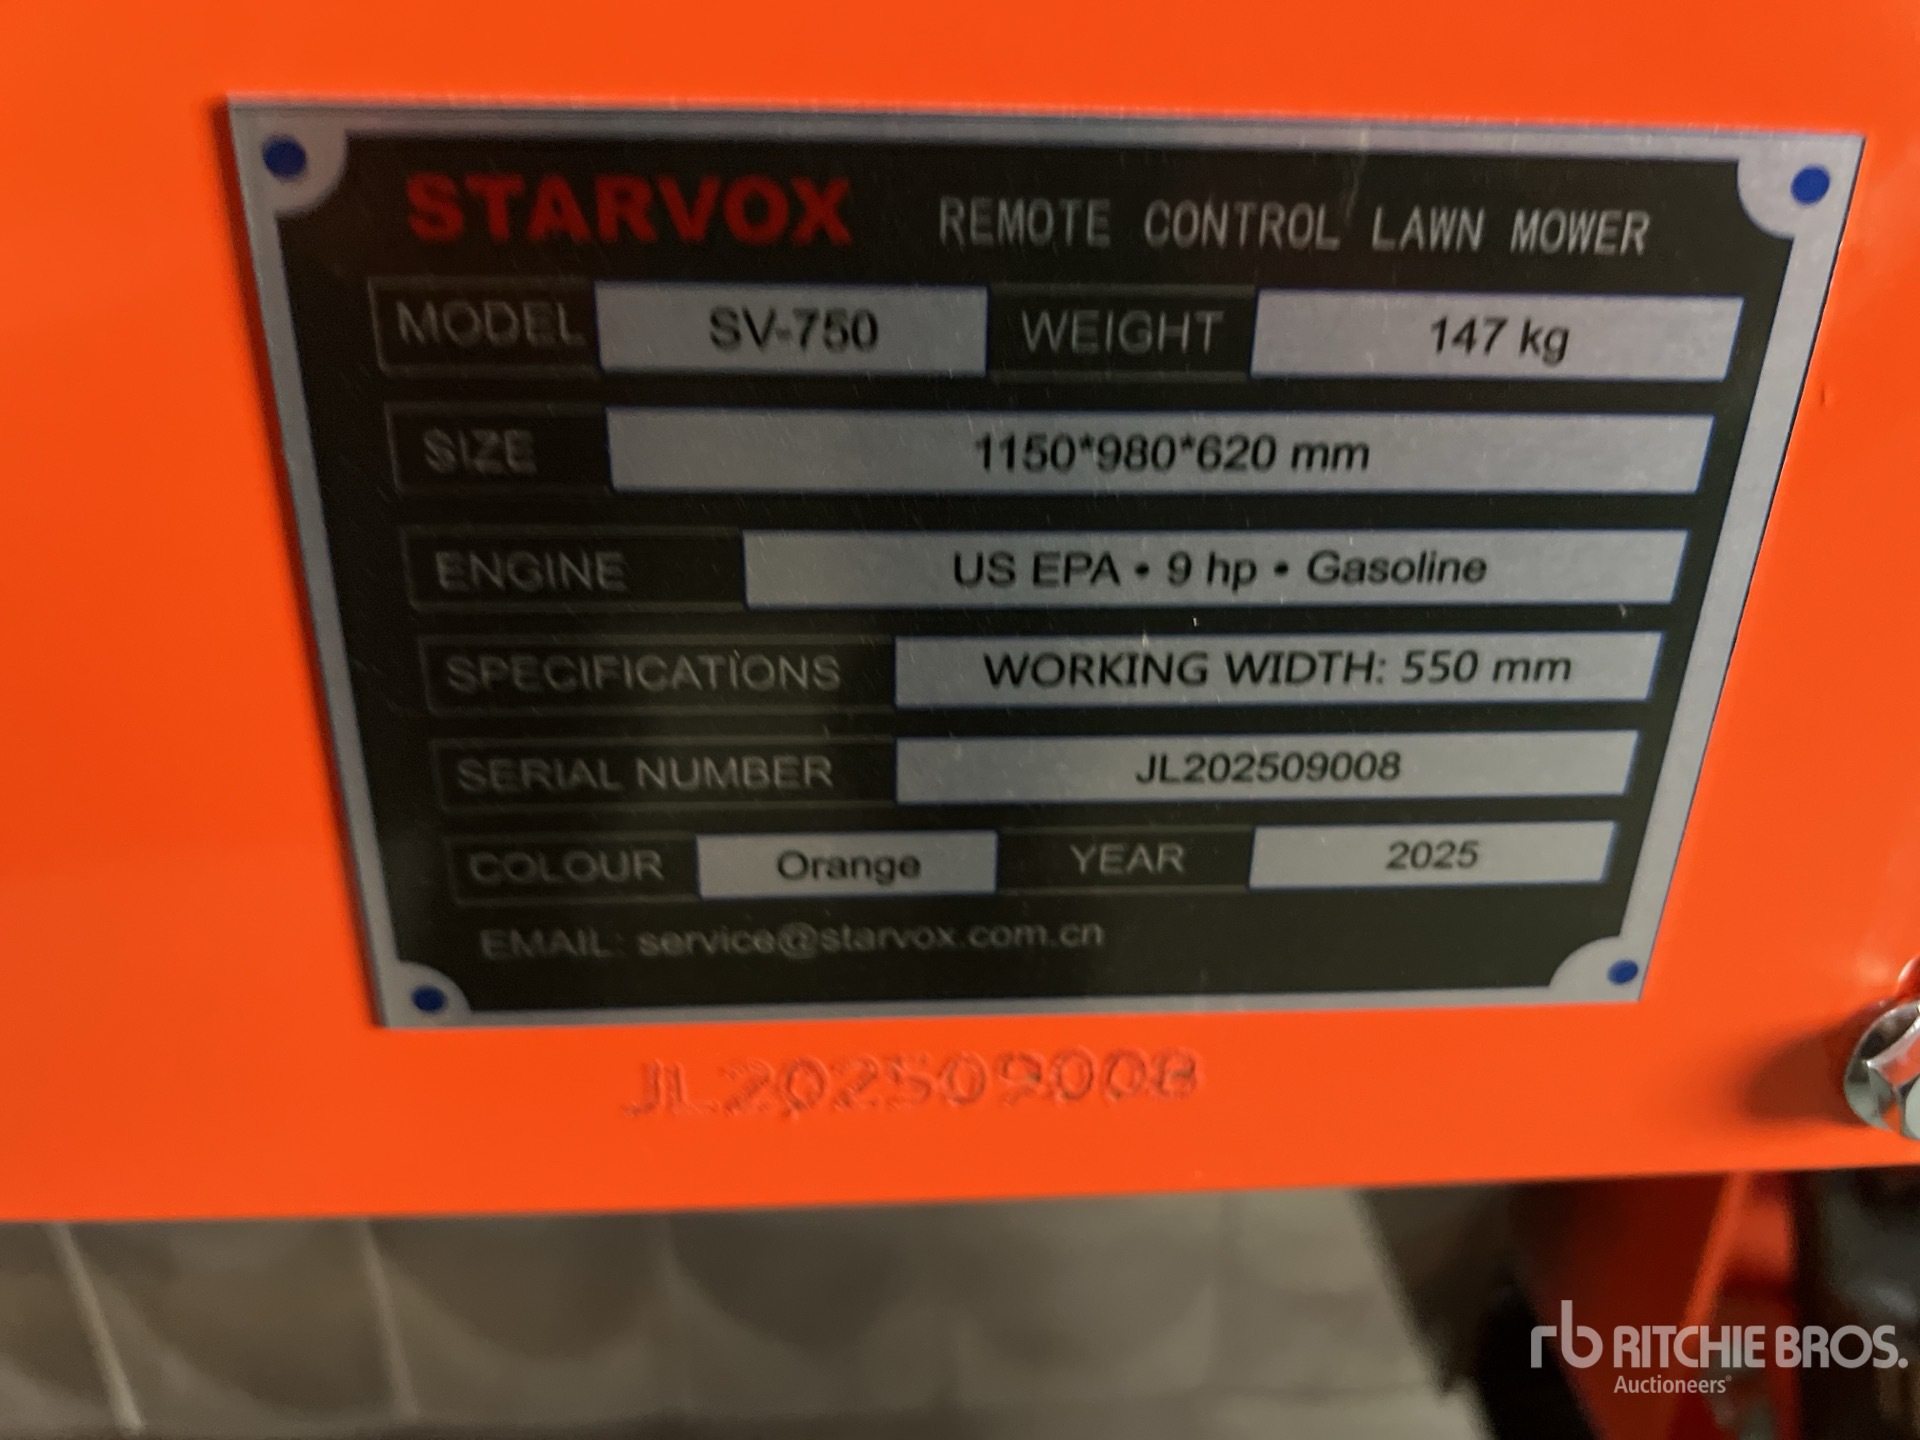 STARVOX REMOTE CONTROL LAWN MOWER
MODEL SV-750 WEIGHT 147 kg
SIZE 1150*980*620 mm
ENGINE US EPA • 9 hp • Gasoline
SPECIFICATIONS WORKING WIDTH: 550 mm
SERIAL NUMBER JL202509008
COLOUR Orange YEAR 2025
EMAIL: service@starvox.com.cn
JL202509008
rb RITCHIE BROS.
Auctioneers®